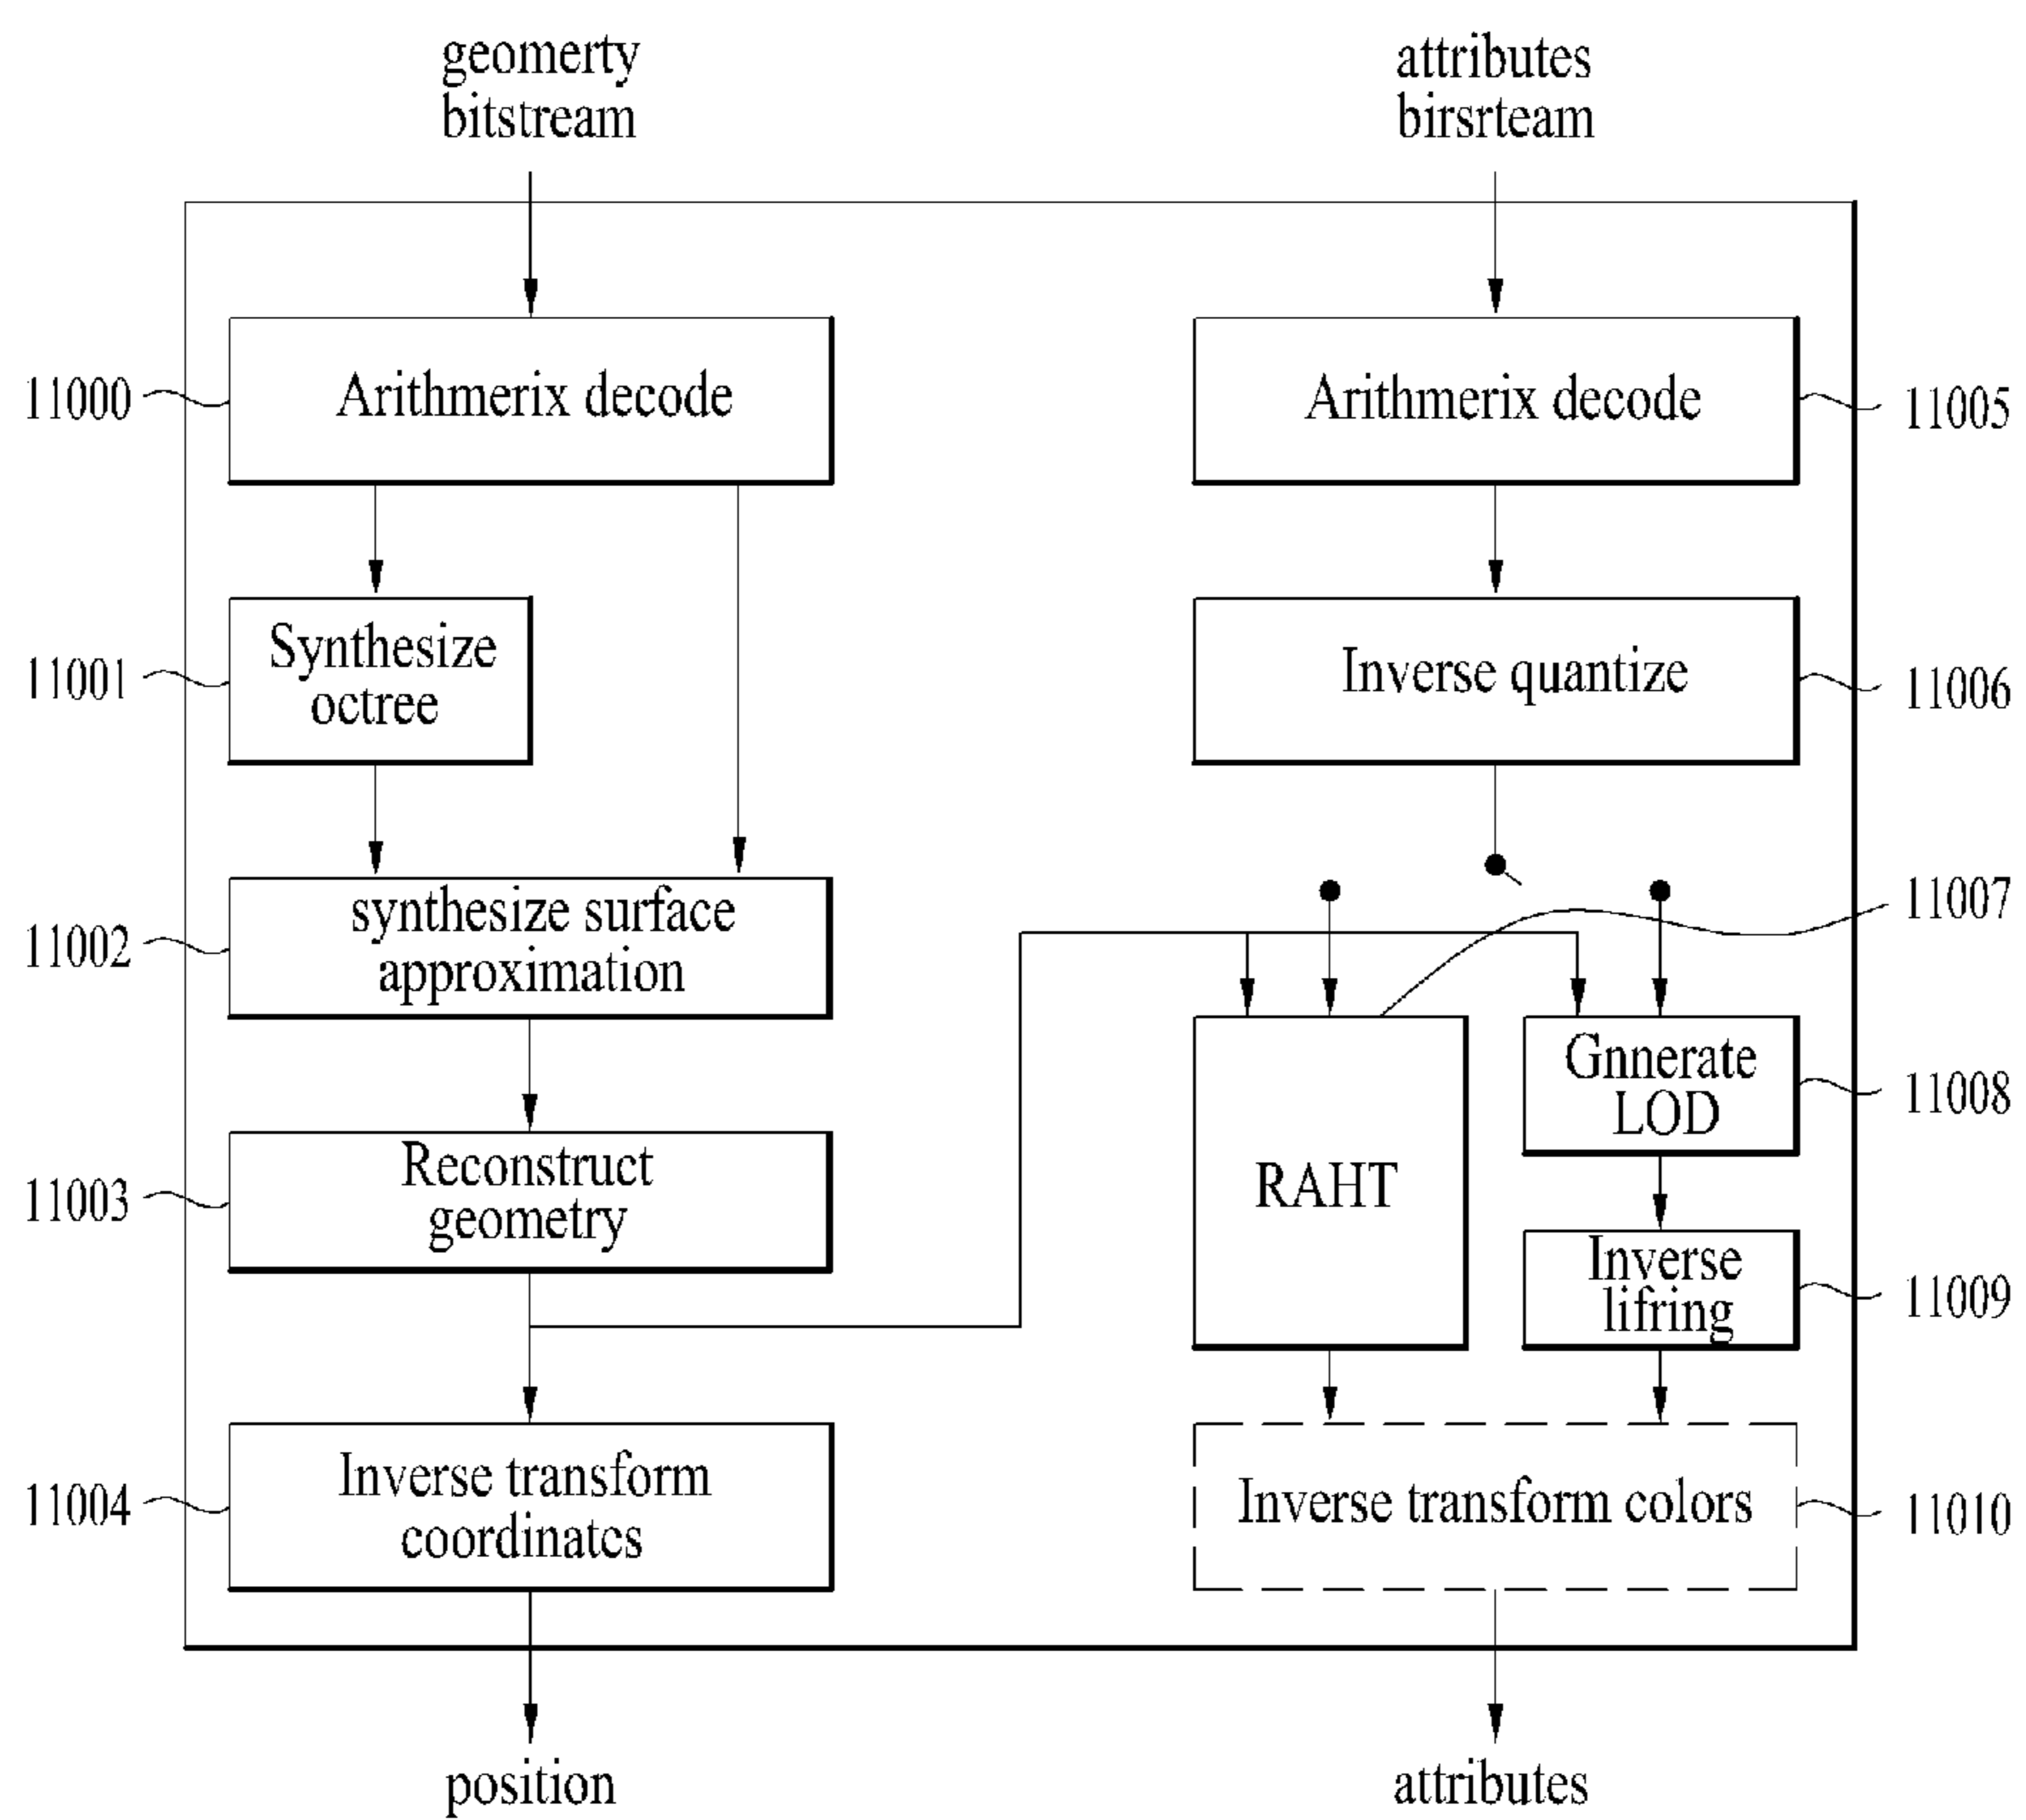 geomerty
bitstream
attributes
birsrteam
11000
Arithmerix decode
Arithmerix decode
11005
11001
Synthesize
octree
Inverse quantize
11006
11002
synthesize surface
approximation
11007
11003
Reconstruct
geometry
RAHT
Gnnerate
LOD
11008
Inverse
lifring
11009
11004
Inverse transform
coordinates
Inverse transform colors
11010
position
attributes